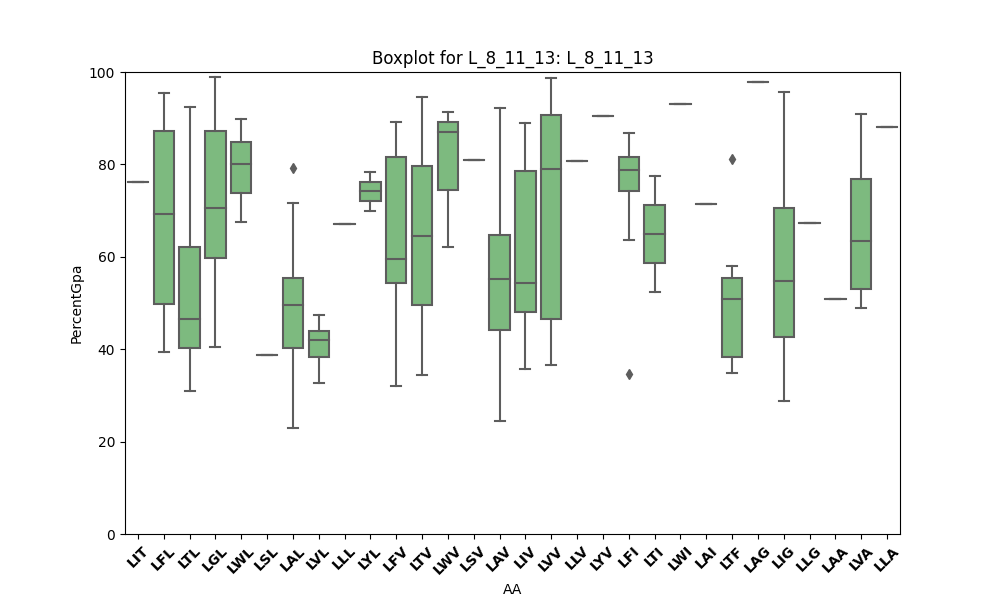 Boxplot for L_8_11_13: L_8_11_13
100
80
60
40
20
0
PercentGpa
LIT LFL LTL LGL LWL LSL LAL LVL LLL LYL LFV LTV LWV LSV LAV LIV LVV LLV LYV LFI LTI LWI LAI LTF LAG LIG LLG LAA LVA LLA
AA